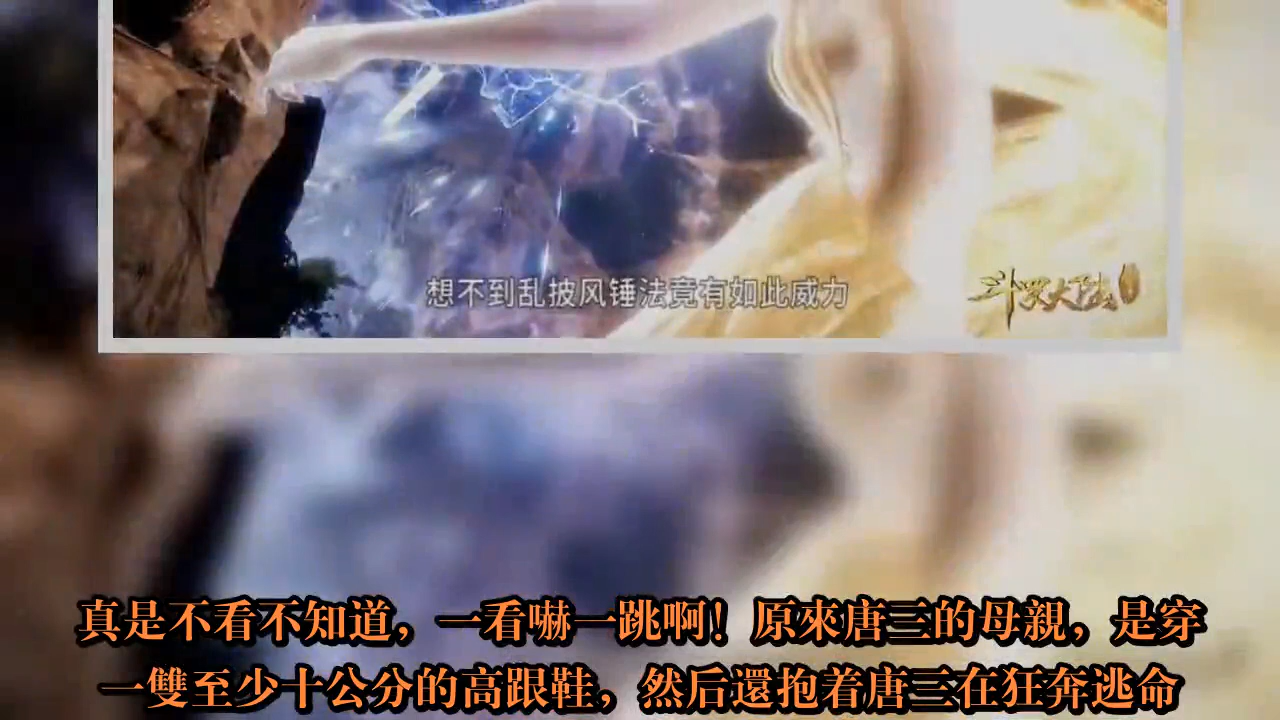 想不到乱披风锤法竟有如此威力
斗罗大陆
真是不看不知道，一看嚇一跳啊！原來唐三的母親，是穿
一雙至少十公分的高跟鞋，然后還抱着唐三在狂奔逃命